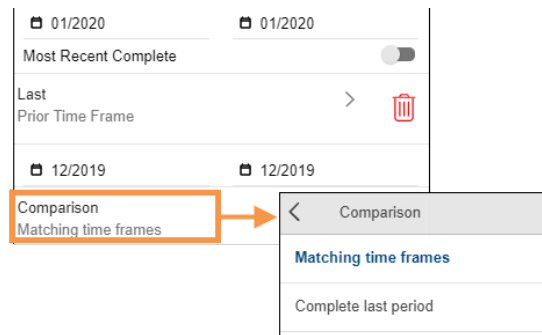 01/2020 01/2020
Most Recent Complete
Last
Prior Time Frame
12/2019 12/2019
Comparison
Matching time frames
Comparison
Matching time frames
Complete last period